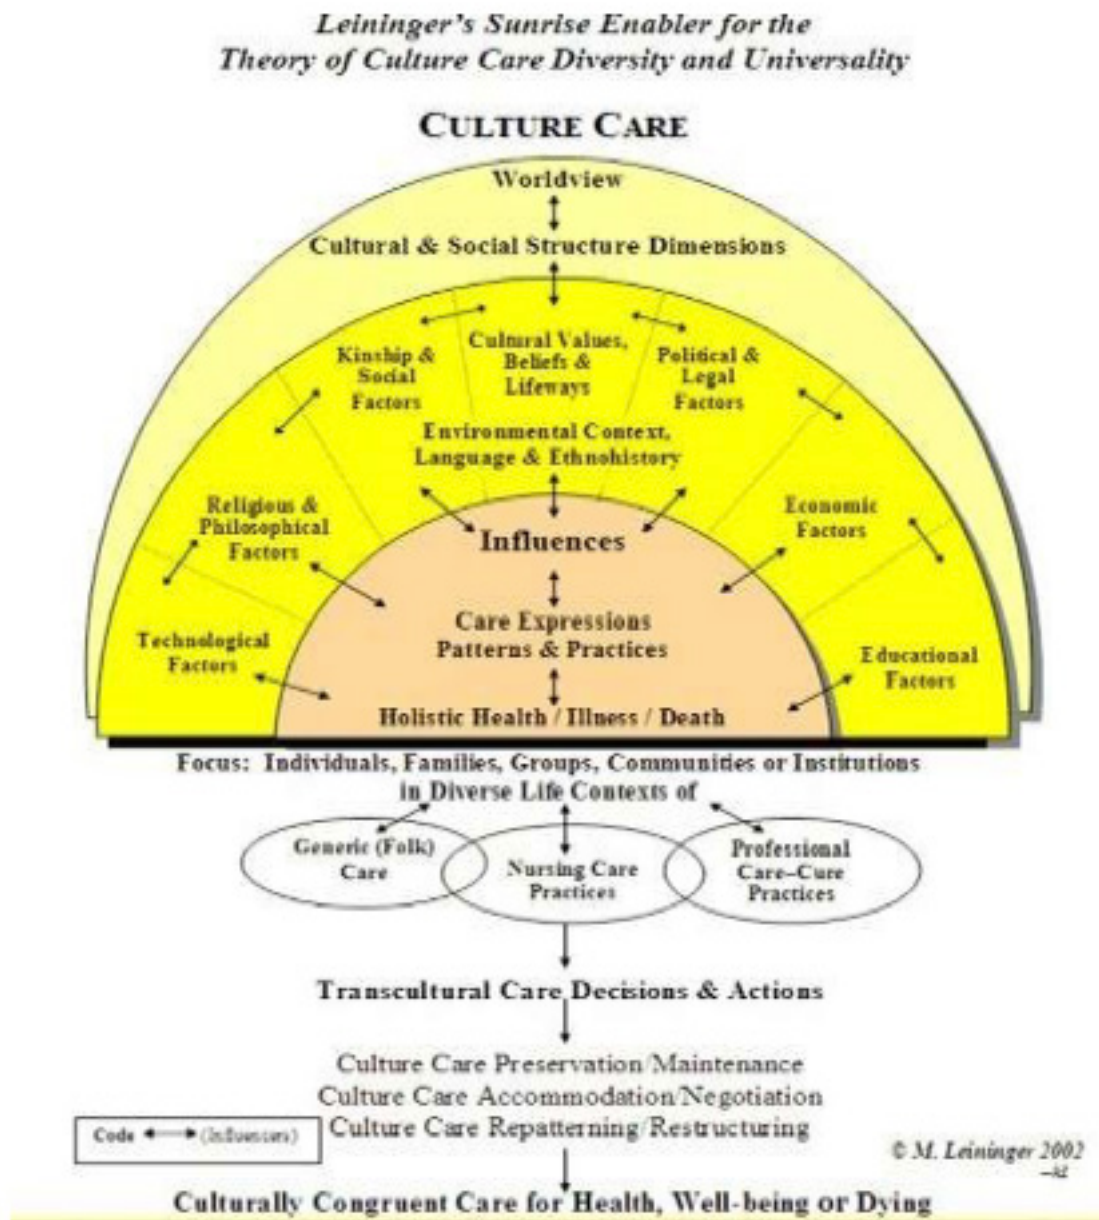 Leininger's Sunrise Enabler for the
Theory of Culture Care Diversity and Universality
CULTURE CARE
Worldview
Cultural & Social Structure Dimensions
Kinship &
Social
Factors
Cultural Values,
Beliefs &
Lifeways
Political &
Legal
Factors
Environmental Context,
Language & Ethnohistory
Religious &
Philosophical
Factors
Economic
Factors
Influences
Care Expressions
Patterns & Practices
Technological
Factors
Educational
Factors
Holistic Health / Illness / Death
Focus: Individuals, Families, Groups, Communities or Institutions
in Diverse Life Contexts of
Generic (Folk)
Care
Nursing Care
Practices
Professional
Care–Cure
Practices
Transcultural Care Decisions & Actions
Culture Care Preservation/Maintenance
Culture Care Accommodation/Negotiation
Culture Care Repatterning/Restructuring
Code (Influencers)
© M. Leininger 2002
Culturally Congruent Care for Health, Well-being or Dying